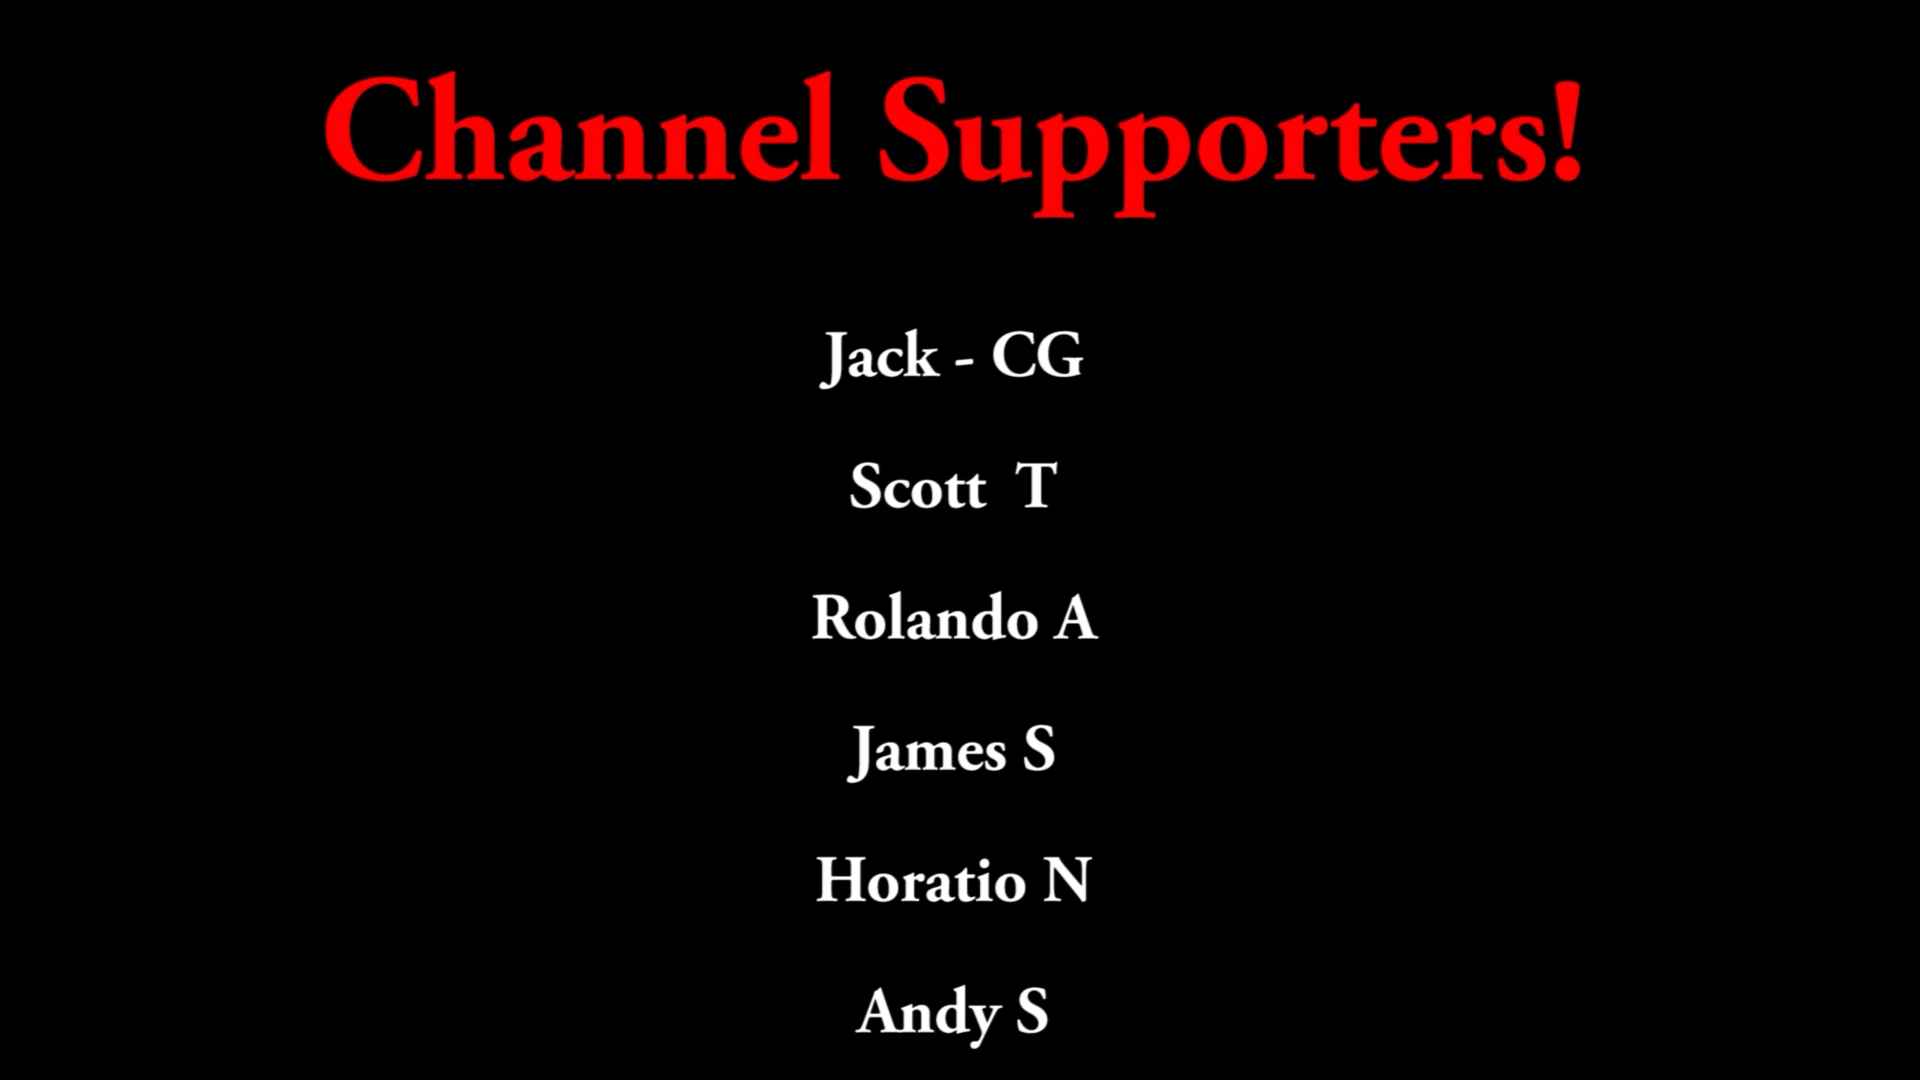 Channel Supporters!
Jack - CG
Scott  T
Rolando A
James S
Horatio N
Andy S